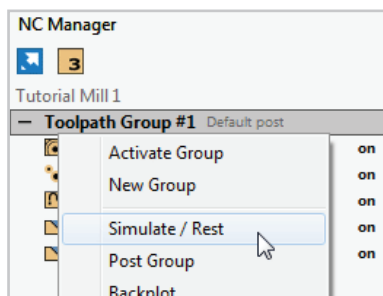 NC Manager
3
Tutorial Mill 1
Toolpath Group #1 Default post
Activate Group on
New Group on
on
Simulate / Rest on
Post Group on
Backplot